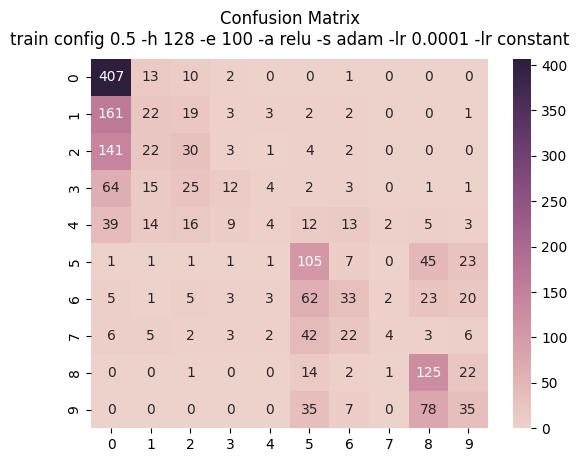 Confusion Matrix
train config 0.5 -h 128 -e 100 -a relu -s adam -lr 0.0001 -lr constant
0 407 13 10 2 0 0 1 0 0 0
1 161 22 19 3 3 2 2 0 0 1
2 141 22 30 3 1 4 2 0 0 0
3 64 15 25 12 4 2 3 0 1 1
4 39 14 16 9 4 12 13 2 5 3
5 1 1 1 1 1 105 7 0 45 23
6 5 1 5 3 3 62 33 2 23 20
7 6 5 2 3 2 42 22 4 3 6
8 0 0 1 0 0 14 2 1 125 22
9 0 0 0 0 0 35 7 0 78 35
0 1 2 3 4 5 6 7 8 9
400
350
300
250
200
150
100
50
0